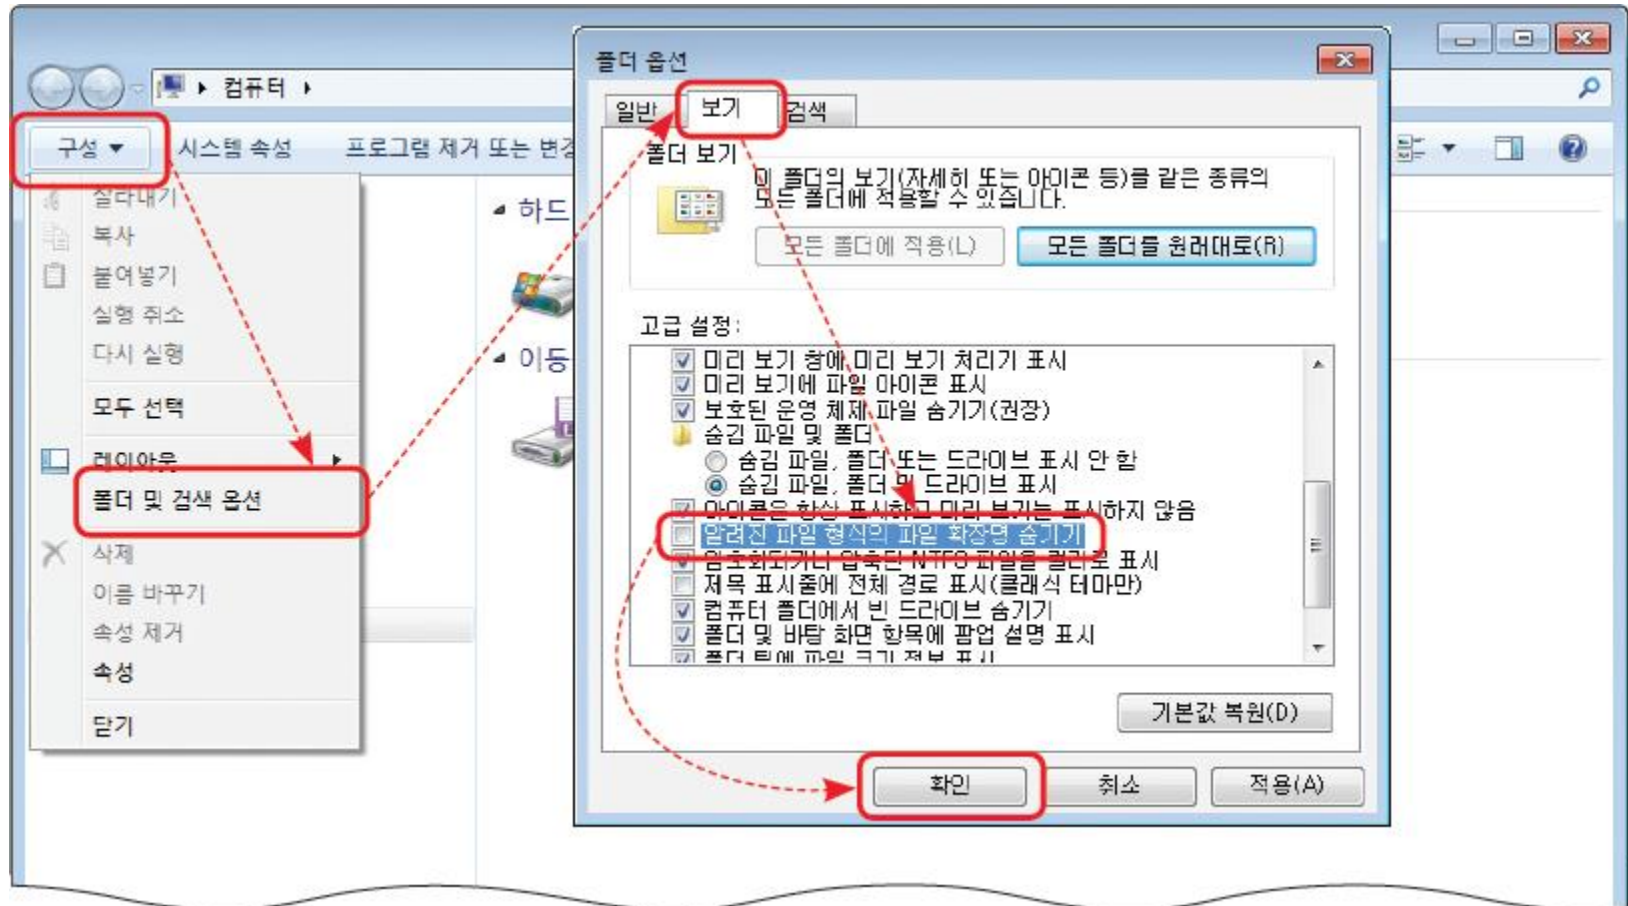 컴퓨터
구성
시스템 속성
프로그램 제거 또는 변경
잘라내기
복사
붙여넣기
실행 취소
다시 실행
모두 선택
레이아웃
폴더 및 검색 옵션
삭제
이름 바꾸기
속성 제거
속성
닫기
하드
이동
폴더 옵션
일반
보기
검색
폴더 보기
이 폴더의 보기(자세히 또는 아이콘 등)를 같은 종류의
모든 폴더에 적용할 수 있습니다.
모든 폴더에 적용(L)
모든 폴더를 원래대로(R)
고급 설정:
미리 보기 창에 미리 보기 처리기 표시
미리 보기에 파일 아이콘 표시
보호된 운영 체제 파일 숨기기(권장)
숨김 파일 및 폴더
숨김 파일, 폴더 또는 드라이브 표시 안 함
숨김 파일, 폴더 및 드라이브 표시
아이콘은 항상 표시하고 미리 보기는 표시하지 않음
알려진 파일 형식의 파일 확장명 숨기기
암호화되거나 압축된 NTFS 파일을 컬러로 표시
제목 표시줄에 전체 경로 표시(클래식 테마만)
컴퓨터 폴더에서 빈 드라이브 숨기기
폴더 및 바탕 화면 항목에 팝업 설명 표시
폴더 팁에 파일 크기 정보 표시
기본값 복원(D)
확인
취소
적용(A)